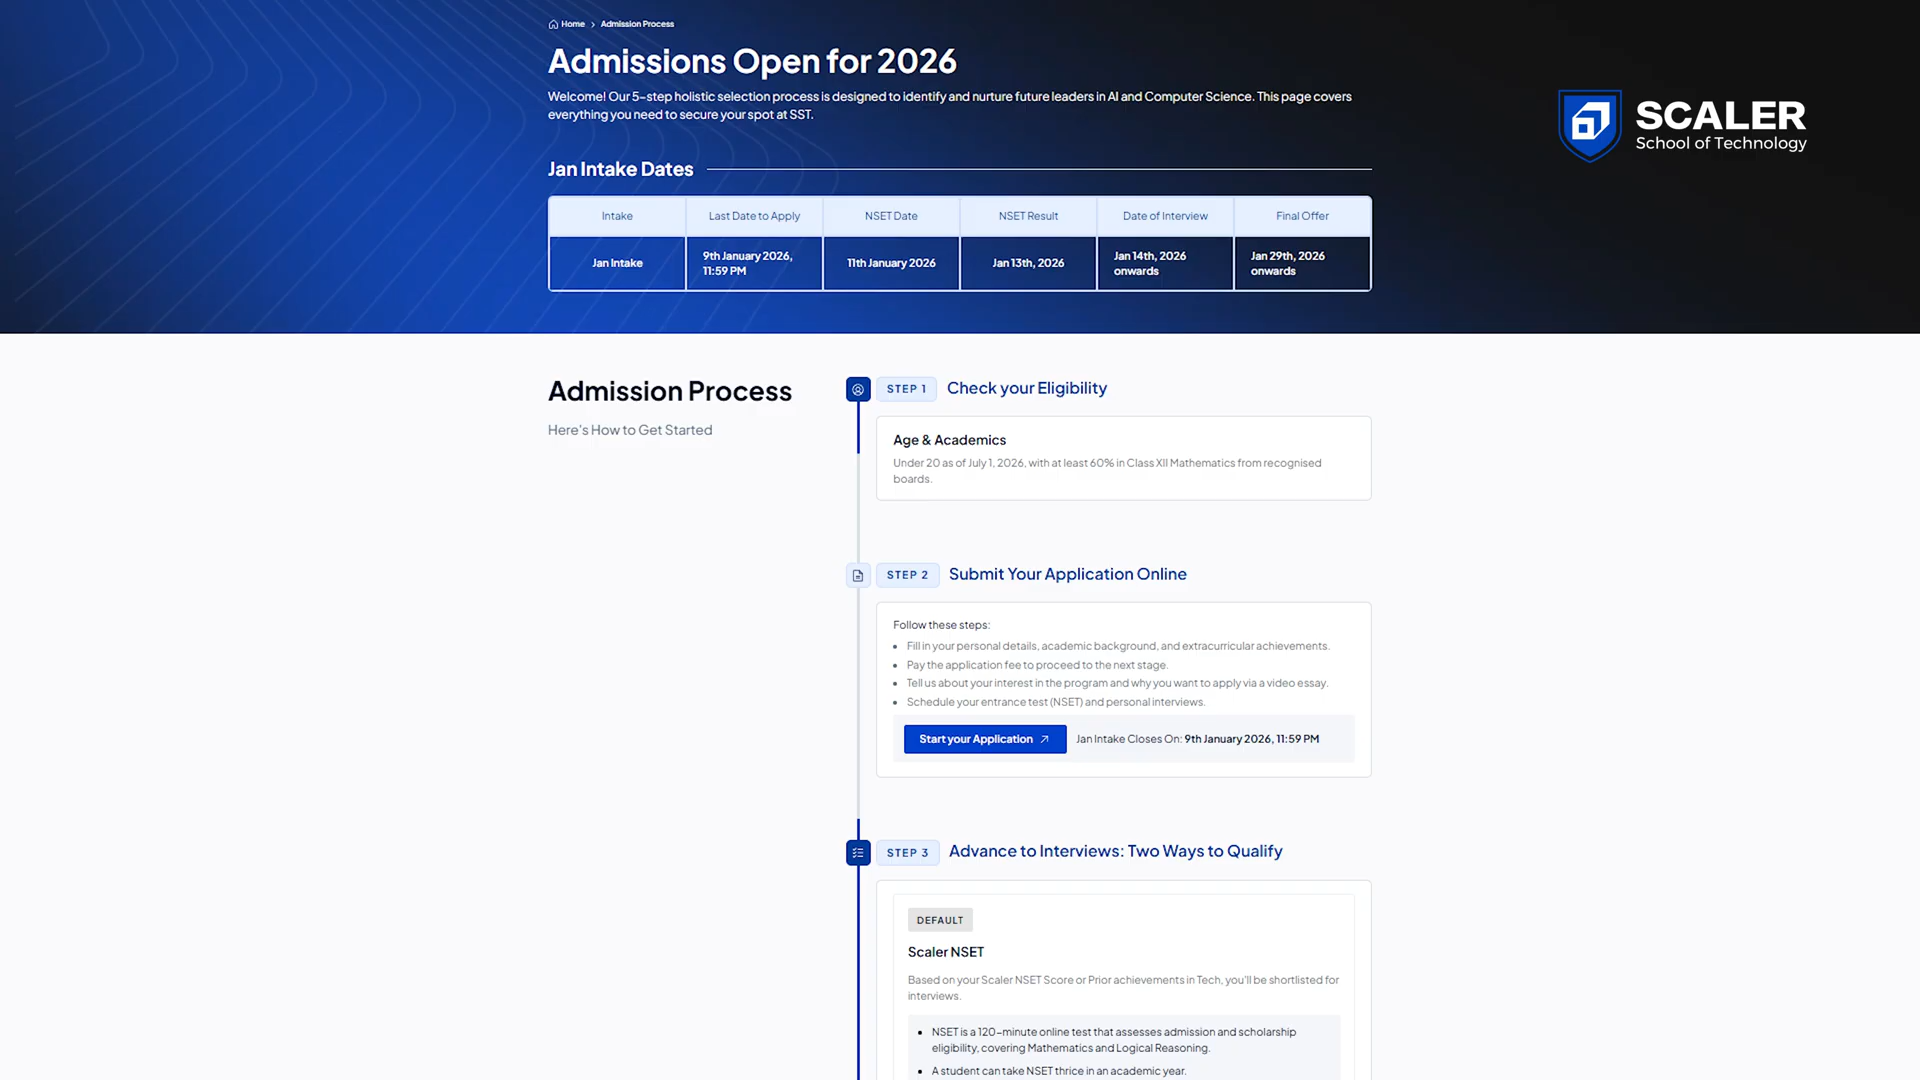 Home > Admission Process
Admissions Open for 2026
Welcome! Our 5-step holistic selection process is designed to identify and nurture future leaders in AI and Computer Science. This page covers
everything you need to secure your spot at SST.
SCALER
School of Technology
Jan Intake Dates
Intake Last Date to Apply NSET Date NSET Result Date of Interview Final Offer
Jan Intake 9th January 2026, 11th January 2026 Jan 13th, 2026 Jan 14th, 2026 Jan 29th, 2026
11:59 PM onwards onwards
Admission Process
Here's How to Get Started
STEP 1 Check your Eligibility
Age & Academics
Under 20 as of July 1, 2026, with at least 60% in Class XII Mathematics from recognised
boards.
STEP 2 Submit Your Application Online
Follow these steps:
• Fill in your personal details, academic background, and extracurricular achievements.
• Pay the application fee to proceed to the next stage.
• Tell us about your interest in the program and why you want to apply via a video essay.
• Schedule your entrance test (NSET) and personal interviews.
Start your Application Jan Intake Closes On: 9th January 2026, 11:59 PM
STEP 3 Advance to Interviews: Two Ways to Qualify
DEFAULT
Scaler NSET
Based on your Scaler NSET Score or Prior achievements in Tech, you'll be shortlisted for
interviews.
• NSET is a 120-minute online test that assesses admission and scholarship
eligibility, covering Mathematics and Logical Reasoning.
• A student can take NSET thrice in an academic year.